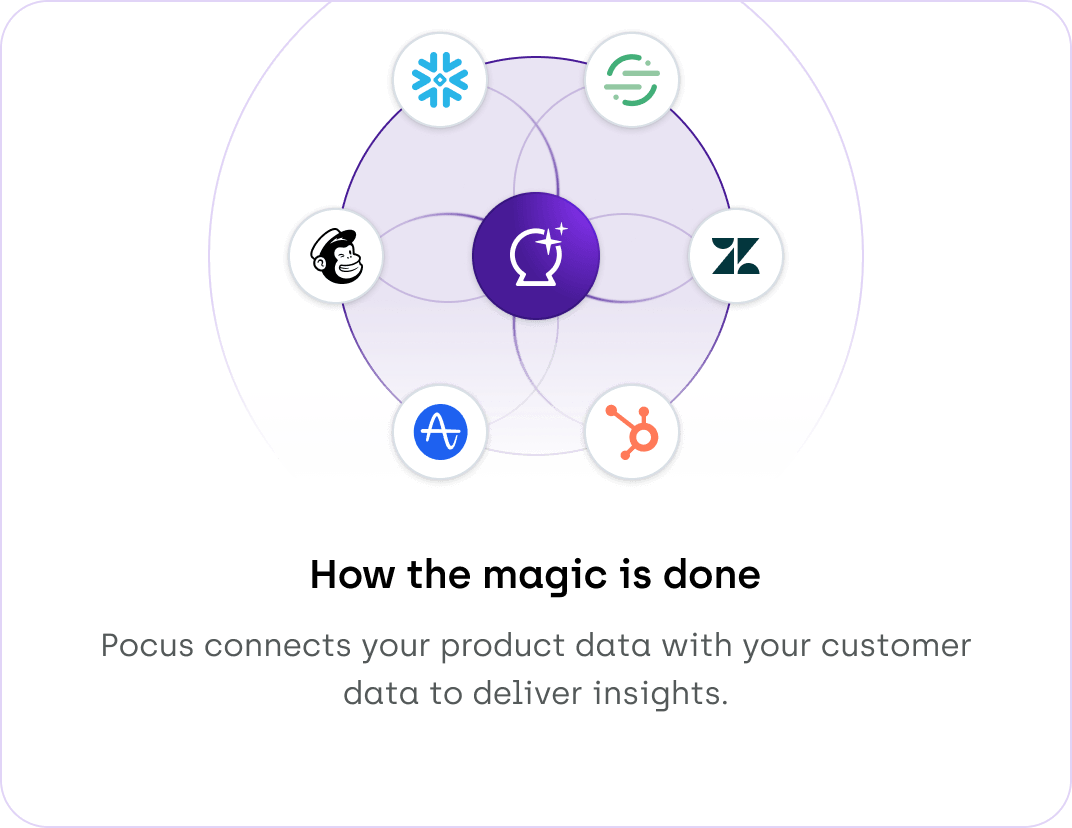 How the magic is done
Pocus connects your product data with your customer
data to deliver insights.